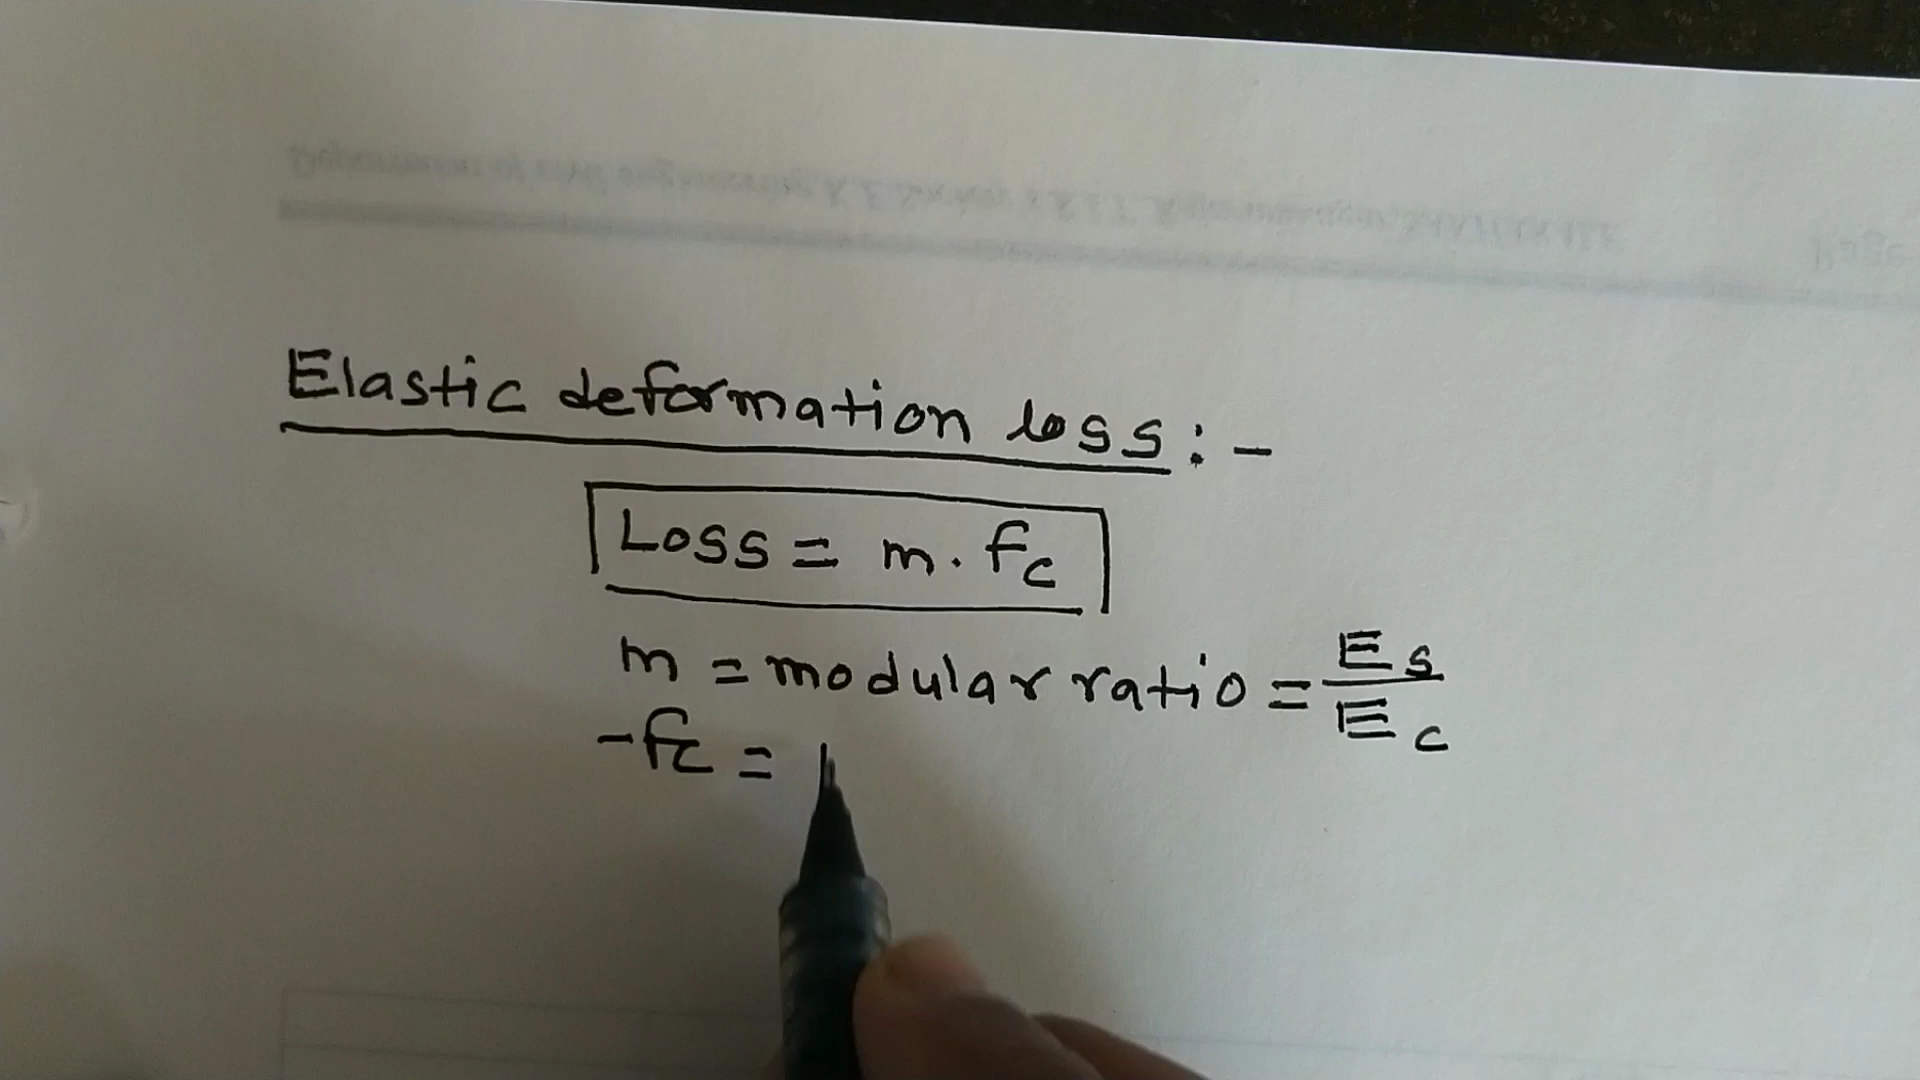 Elastic deformation loss :-
Loss = m. fc
m = modular ratio = Es/Ec
-fc =